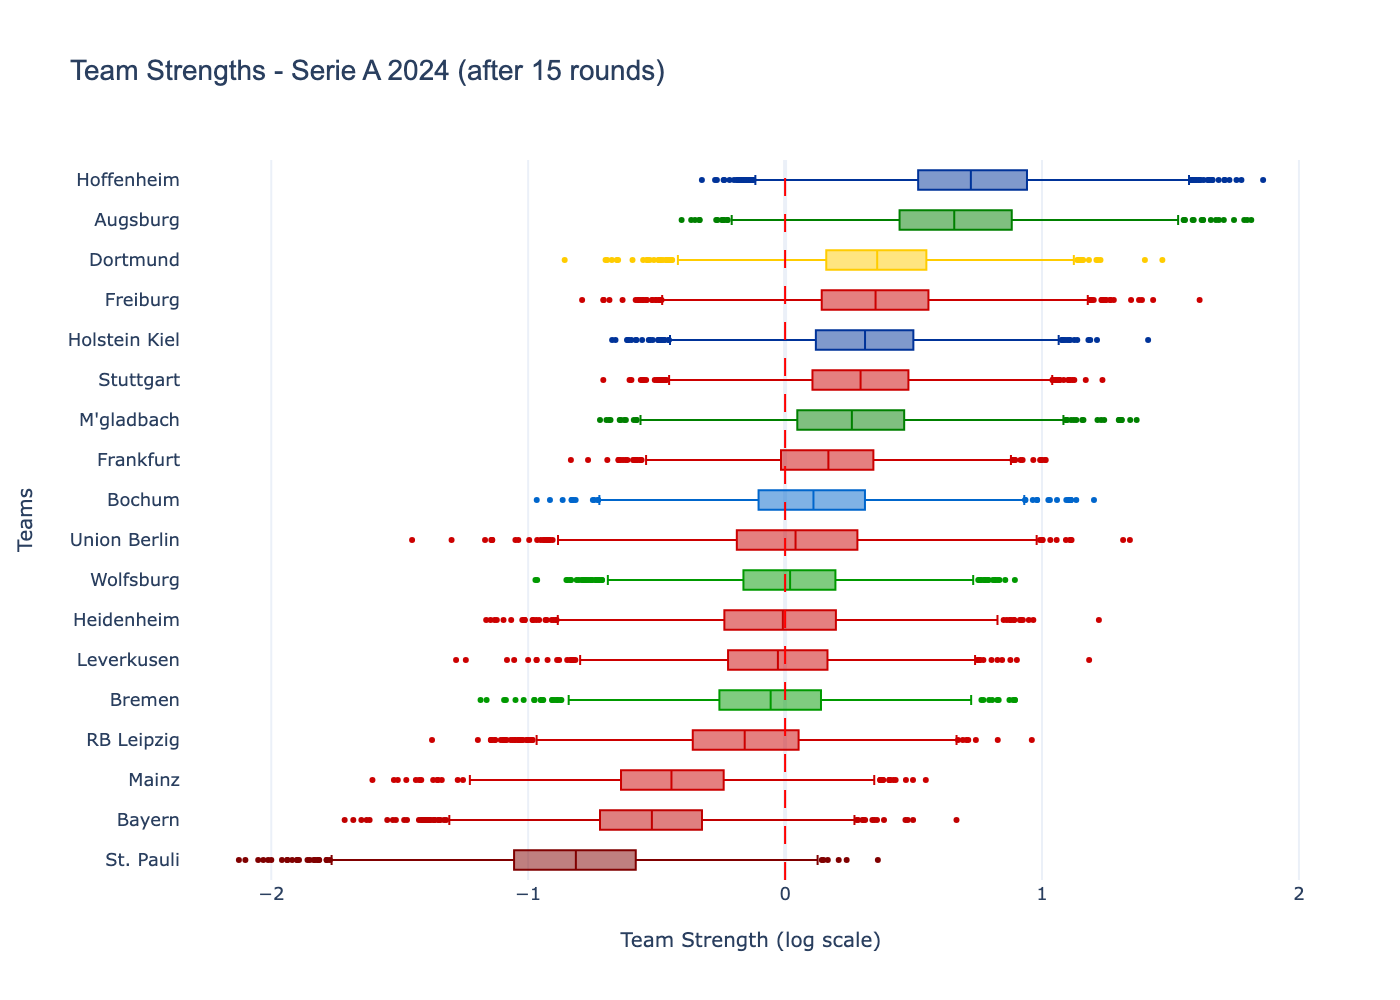 Team Strengths - Serie A 2024 (after 15 rounds)
Hoffenheim
Augsburg
Dortmund
Freiburg
Holstein Kiel
Stuttgart
M'gladbach
Frankfurt
Bochum
Union Berlin
Wolfsburg
Heidenheim
Leverkusen
Bremen
RB Leipzig
Mainz
Bayern
St. Pauli
Teams
−2 −1 0 1 2
Team Strength (log scale)